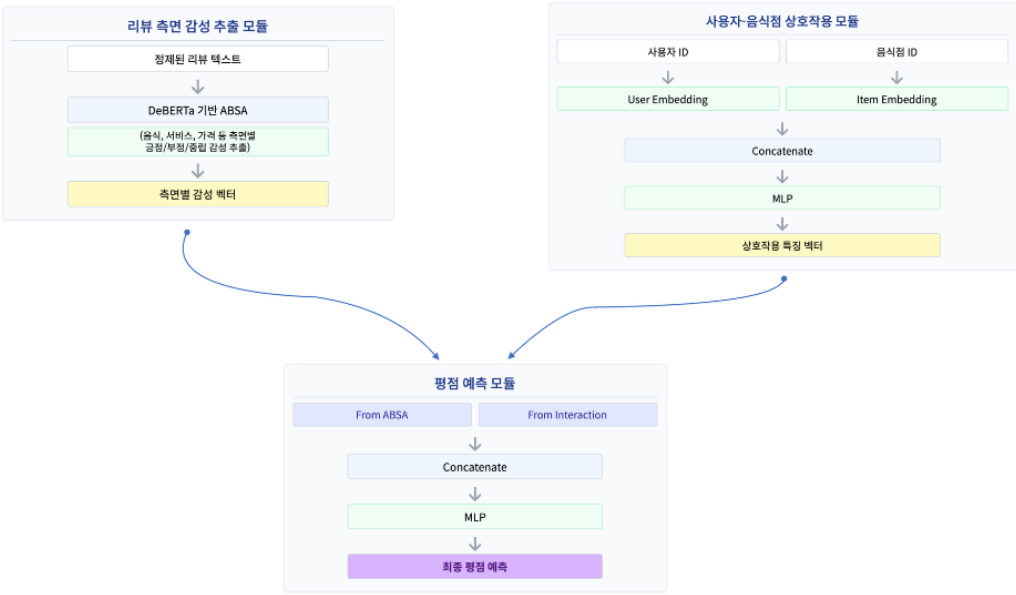 리뷰 측면 감성 추출 모듈
정제된 리뷰 텍스트
DeBERTa 기반 ABSA
(음식, 서비스, 가격 등 측면별
긍정/부정/중립 감성 추출)
측면별 감성 벡터
사용자-음식점 상호작용 모듈
사용자 ID
음식점 ID
User Embedding
Item Embedding
Concatenate
MLP
상호작용 특징 벡터
평점 예측 모듈
From ABSA
From Interaction
Concatenate
MLP
최종 평점 예측